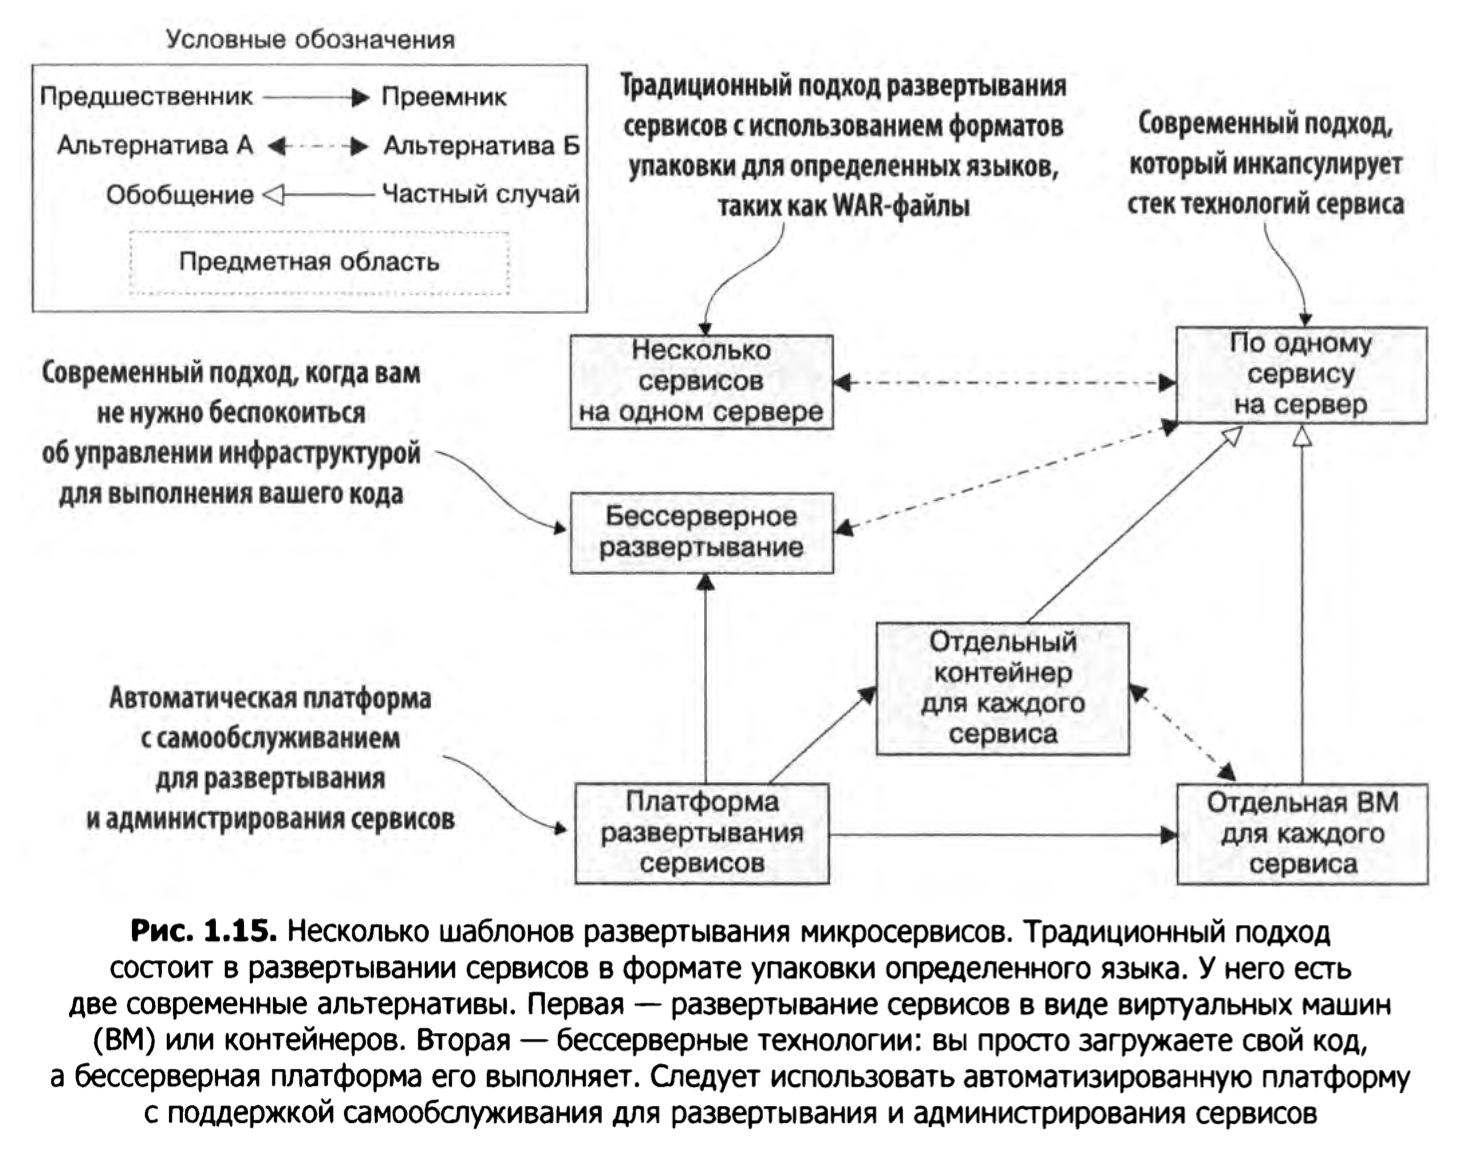 Условные обозначения
Предшественник
Преемник
Альтернатива А
Альтернатива Б
Обобщение
Частный случай
Предметная область
Традиционный подход развертывания
сервисов с использованием форматов
упаковки для определенных языков,
таких как WAR-файлы
Современный подход,
который инкапсулирует
стек технологий сервиса
Несколько
сервисов
на одном сервере
По одному
сервису
на сервер
Современный подход, когда вам
не нужно беспокоиться
об управлении инфраструктурой
для выполнения вашего кода
Бессерверное
развертывание
Отдельный
контейнер
для каждого
сервиса
Автоматическая платформа
с самообслуживанием
для развертывания
и администрирования сервисов
Платформа
развертывания
сервисов
Отдельная ВМ
для каждого
сервиса
Рис. 1.15. Несколько шаблонов развертывания микросервисов. Традиционный подход
состоит в развертывании сервисов в формате упаковки определенного языка. У него есть
две современные альтернативы. Первая — развертывание сервисов в виде виртуальных машин
(ВМ) или контейнеров. Вторая — бессерверные технологии: вы просто загружаете свой код,
а бессерверная платформа его выполняет. Следует использовать автоматизированную платформу
с поддержкой самообслуживания для развертывания и администрирования сервисов